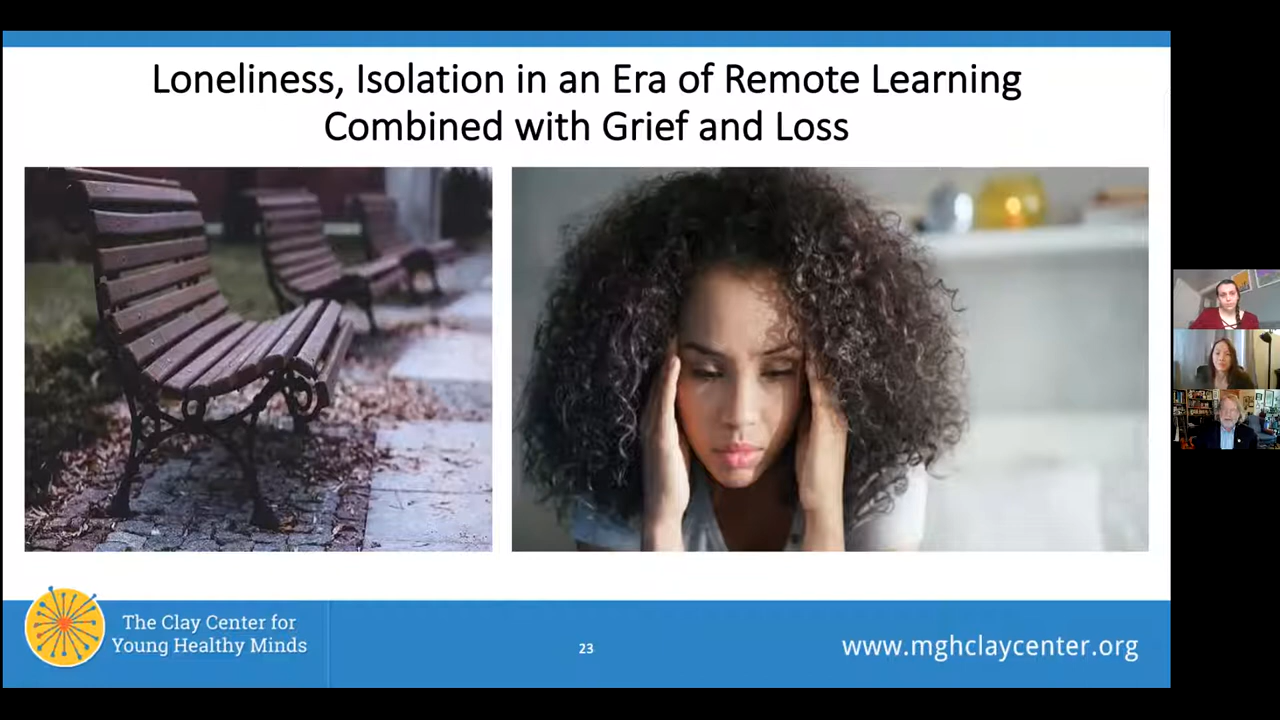 Loneliness, Isolation in an Era of Remote Learning
Combined with Grief and Loss
The Clay Center for
Young Healthy Minds
23
www.mghclaycenter.org